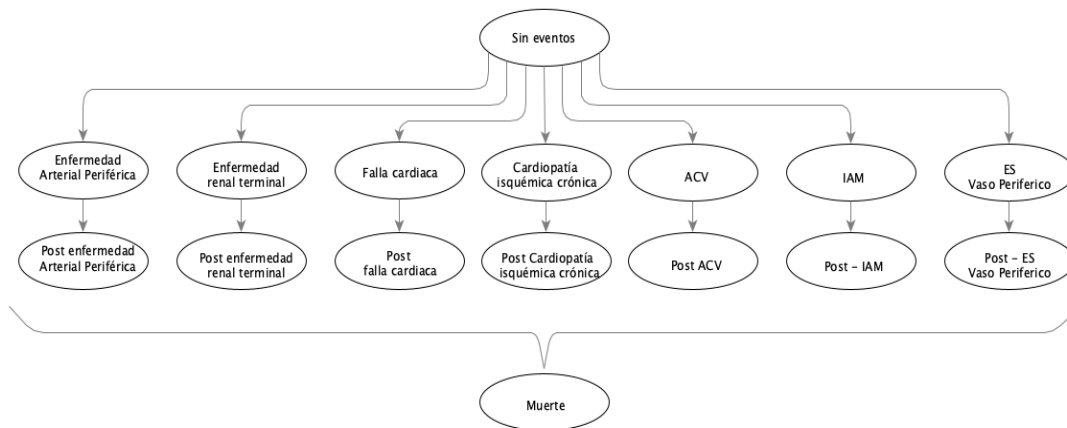 Sin eventos
Enfermedad
Arterial Periférica
Enfermedad
renal terminal
Falla cardiaca
Cardiopatía
isquémica crónica
ACV
IAM
ES
Vaso Periferico
Post enfermedad
Arterial Periférica
Post enfermedad
renal terminal
Post
falla cardiaca
Post Cardiopatía
isquémica crónica
Post ACV
Post – IAM
Post – ES
Vaso Periferico
Muerte